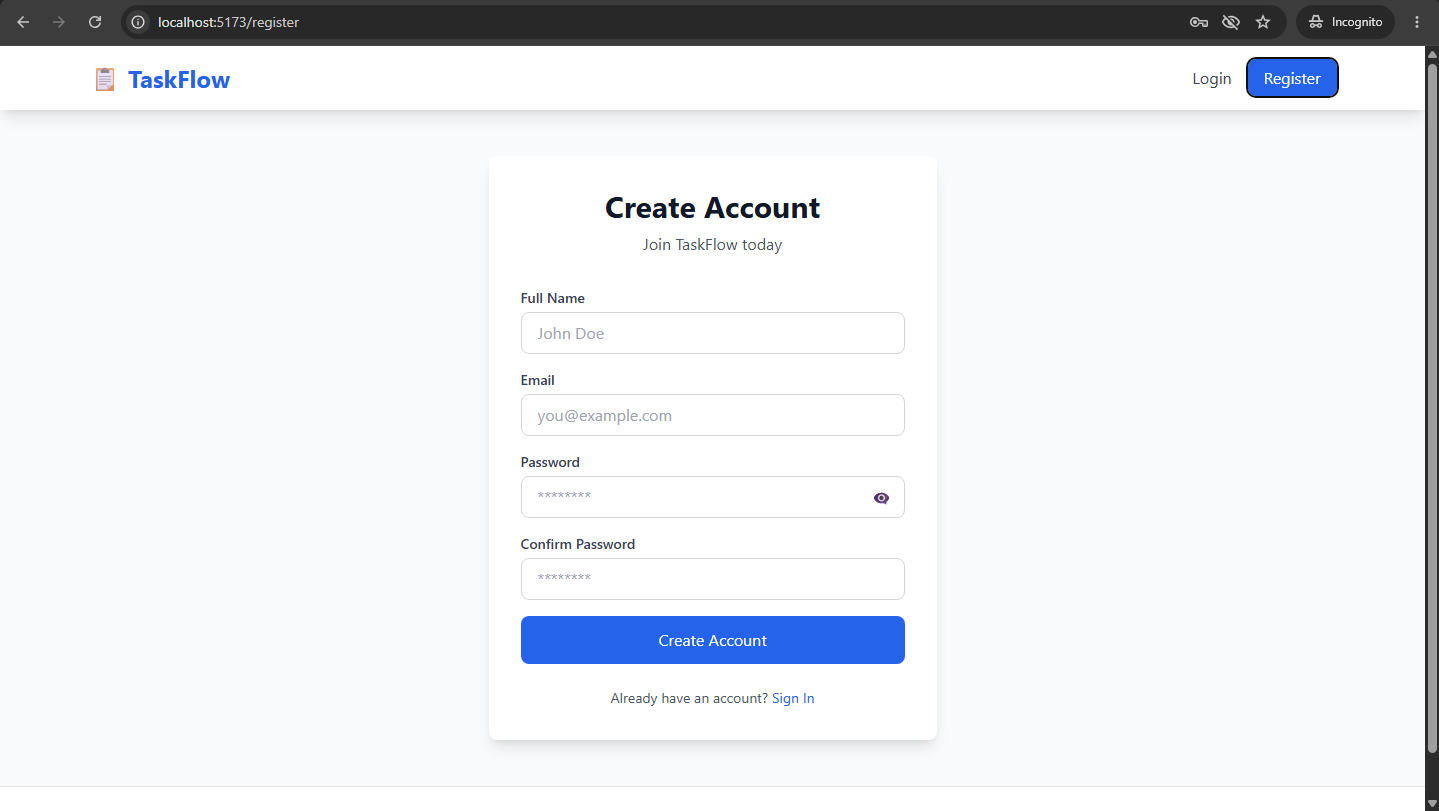 localhost:5173/register
Incognito
TaskFlow
Login
Register
Create Account
Join TaskFlow today
Full Name
John Doe
Email
you@example.com
Password
********
Confirm Password
********
Create Account
Already have an account? Sign In